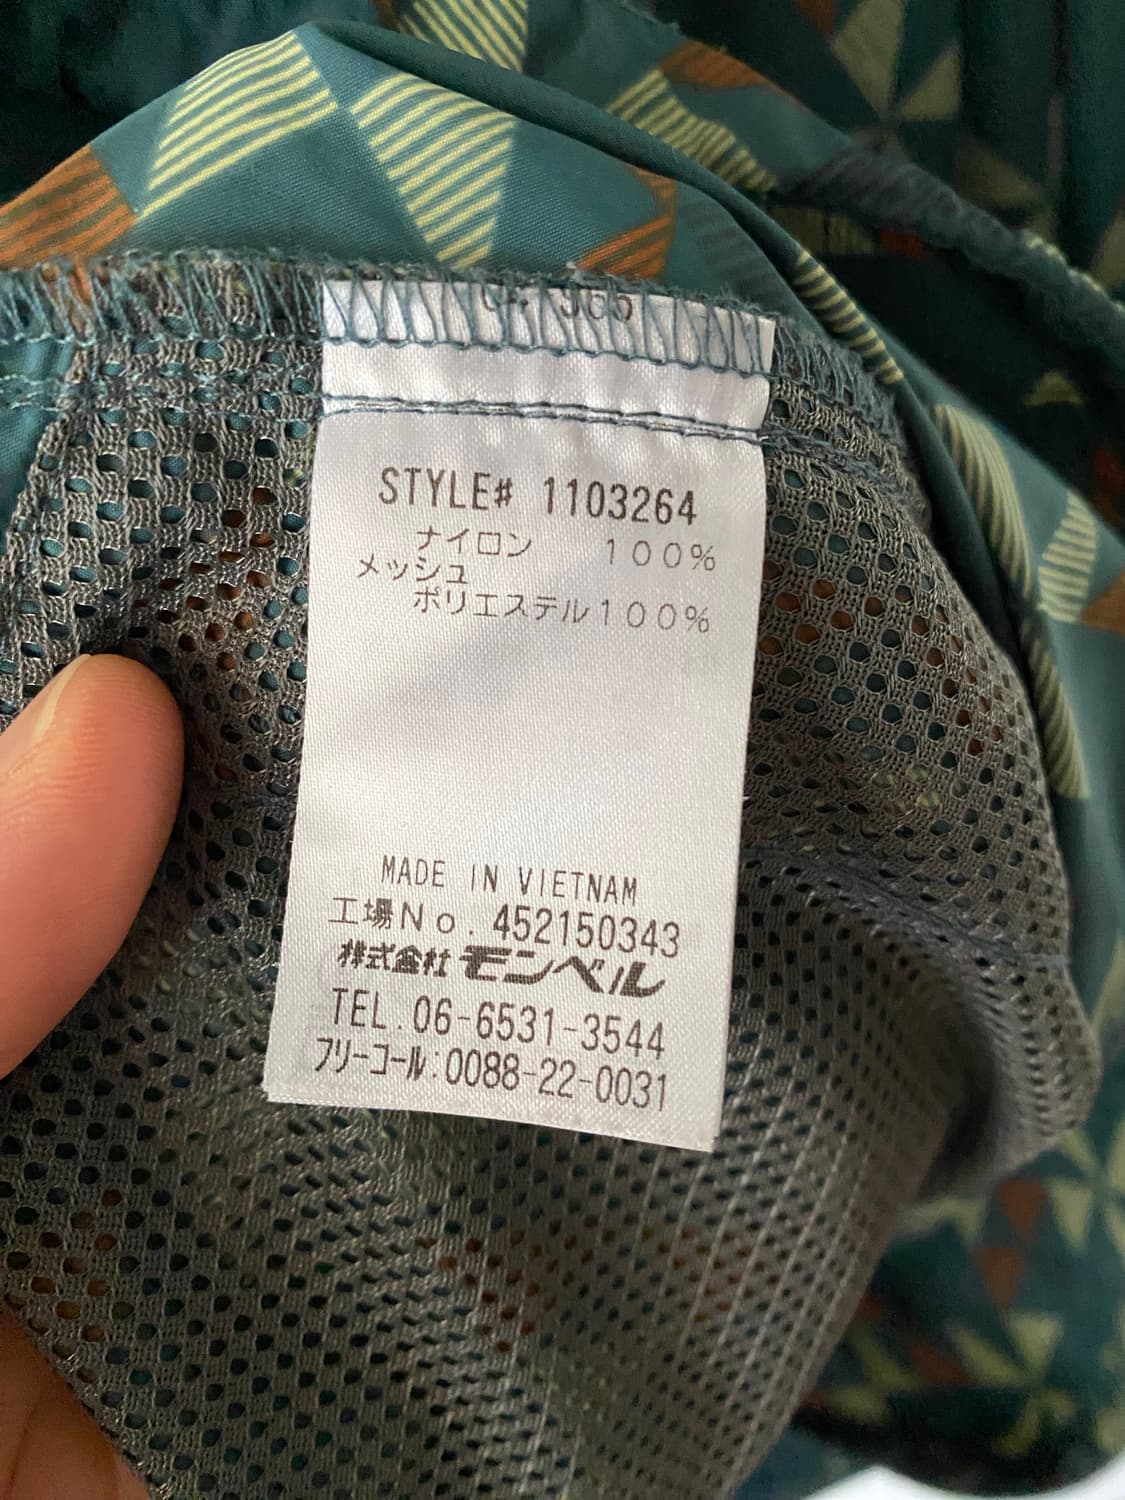 STYLE# 1103264
ナイロン 100%
メッシュ
ポリエステル100%
MADE IN VIETNAM
工場No. 452150343
株式会社モンベル
TEL.06-6531-3544
フリーコール:0088-22-0031